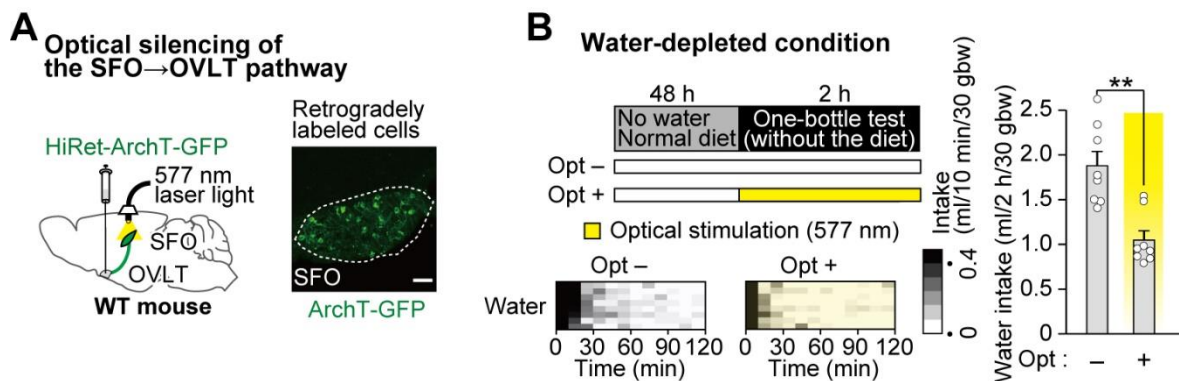 A
Optical silencing of
the SFO→OVLT pathway
HiRet-ArchT-GFP
577 nm
laser light
SFO
OVLT
WT mouse
Retrogradely
labeled cells
SFO
ArchT-GFP
B
Water-depleted condition
48 h
2 h
No water
Normal diet
One-bottle test
(without the diet)
Opt –
Opt +
Optical stimulation (577 nm)
Opt –
Opt +
Water
0 30 60 90 120
Time (min)
0 30 60 90 120
Time (min)
Intake
(ml/10 min/30 gbw)
0.4
0
Water intake (ml/2 h/30 gbw)
2.5
2.0
1.5
1.0
0.5
0
**
Opt : – +